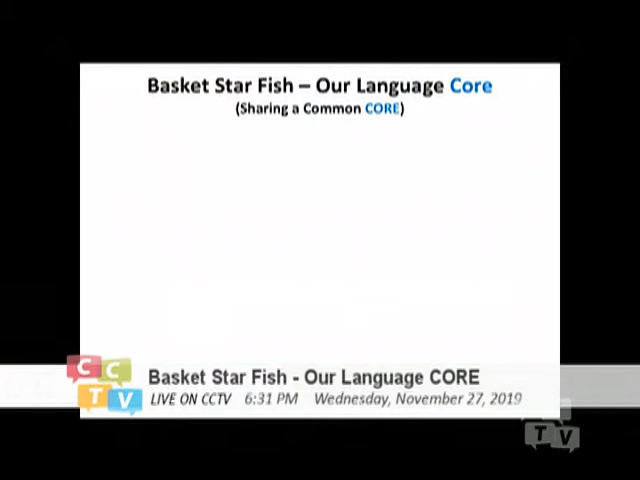 Basket Star Fish – Our Language Core
(Sharing a Common CORE)
C C
TV
Basket Star Fish - Our Language CORE
LIVE ON CCTV 6:31 PM Wednesday, November 27, 2019
TV